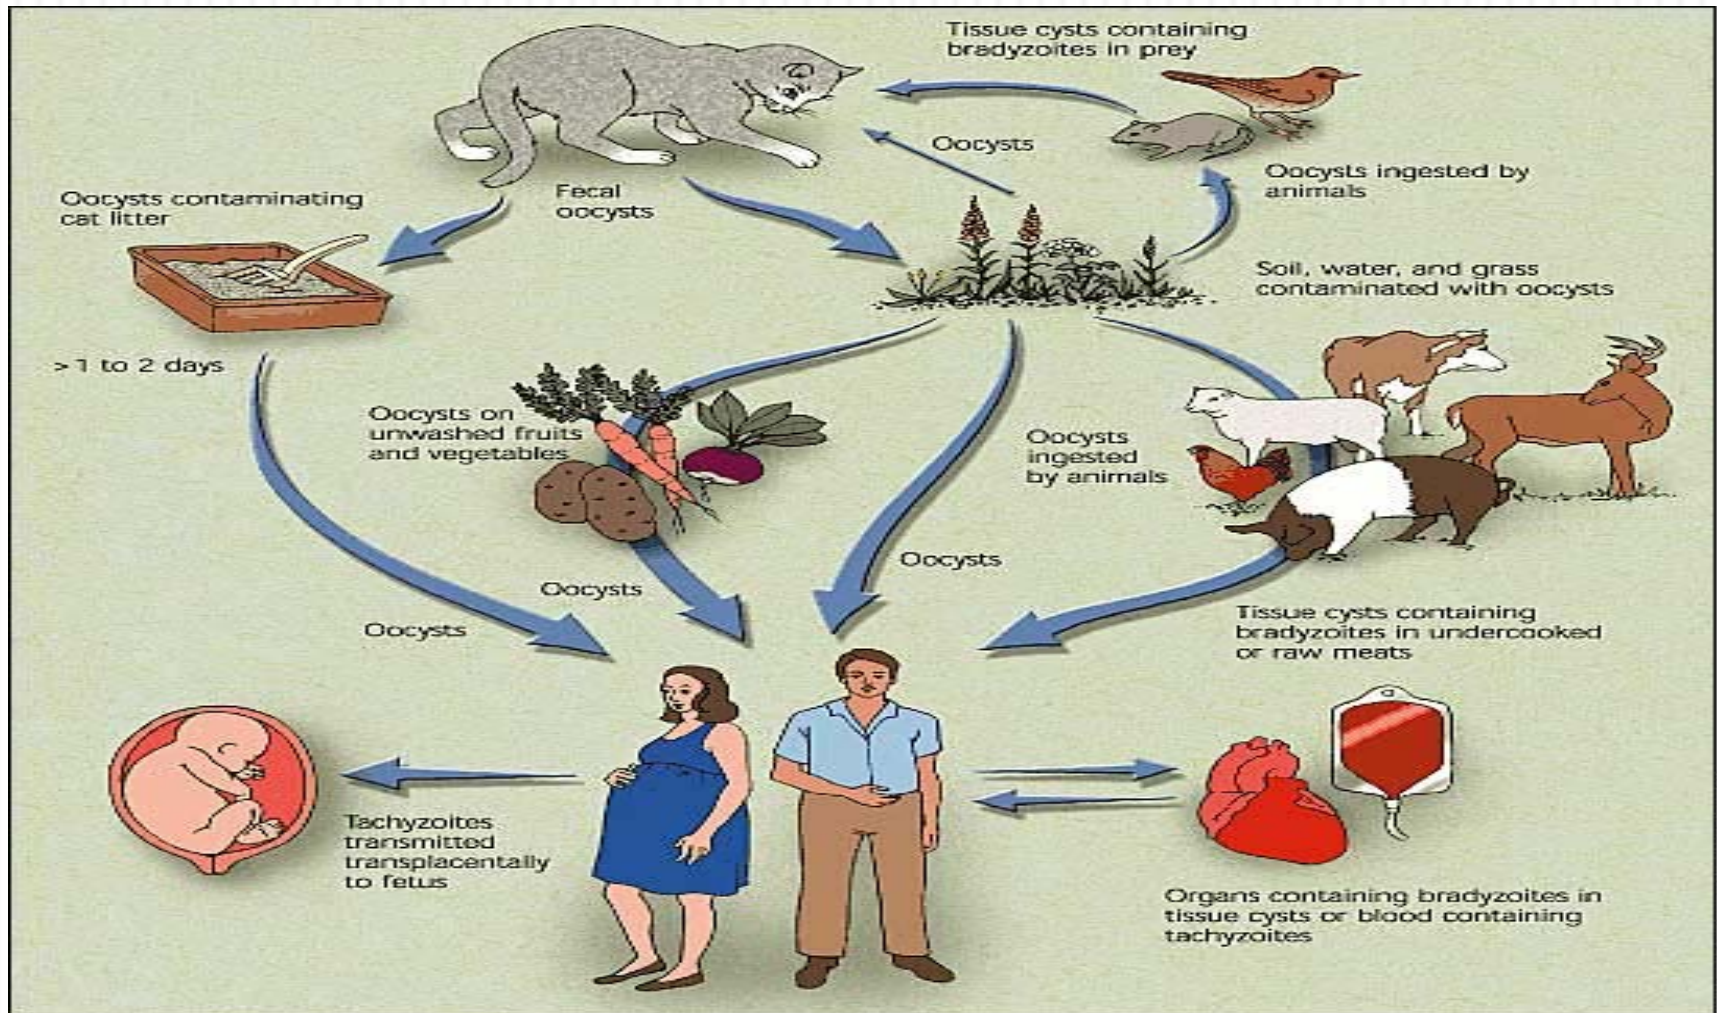 Tissue cysts containing
bradyzoites in prey
Oocysts
Oocysts ingested by
animals
Oocysts contaminating
cat litter
Fecal
oocysts
Soil, water, and grass
contaminated with oocysts
>1 to 2 days
Oocysts on
unwashed fruits
and vegetables
Oocysts
ingested
by animals
Oocysts
Oocysts
Oocysts
Tissue cysts containing
bradyzoites in undercooked
or raw meats
Tachyzoites
transmitted
transplacentally
to fetus
Organs containing bradyzoites in
tissue cysts or blood containing
tachyzoites